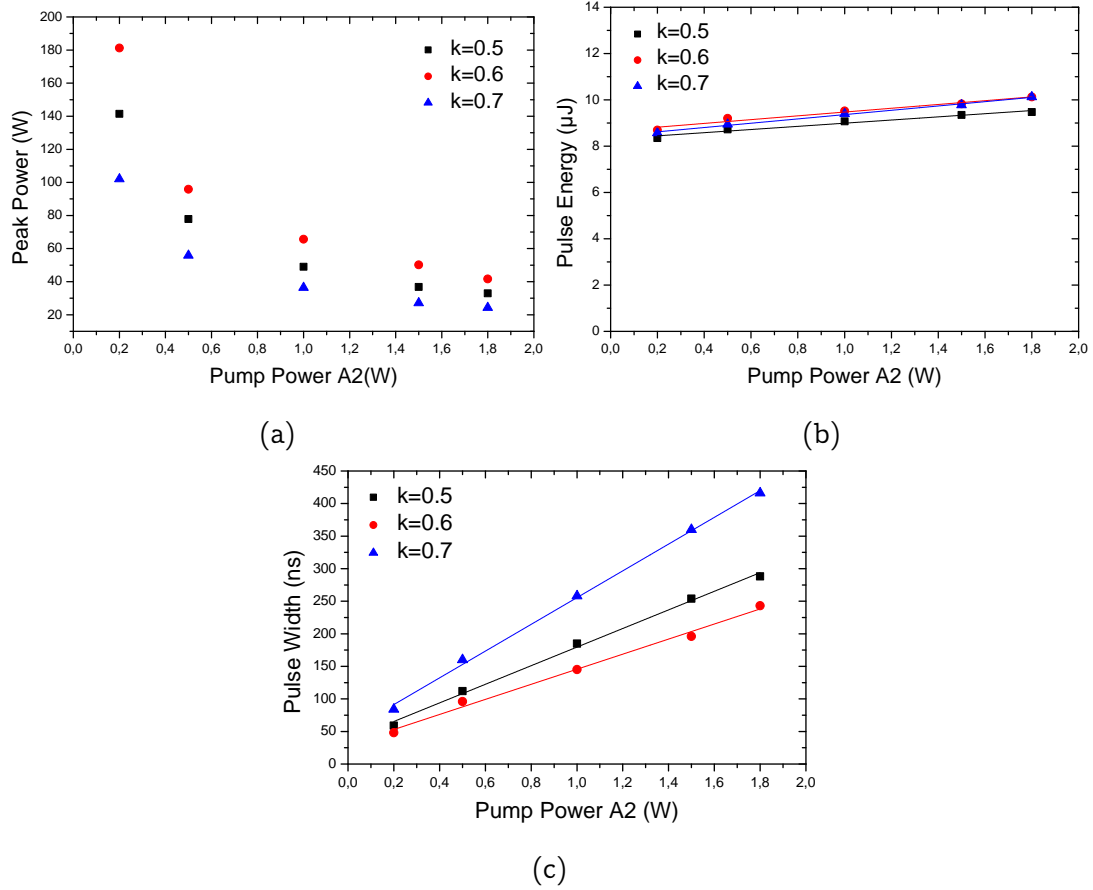 200
180
160
140
120
100
80
60
40
20
Peak Power (W)
k=0.5
k=0.6
k=0.7
0,0 0,2 0,4 0,6 0,8 1,0 1,2 1,4 1,6 1,8 2,0
Pump Power A2(W)
(a)
14
12
10
8
6
4
2
0
Pulse Energy (μJ)
k=0.5
k=0.6
k=0.7
0,0 0,2 0,4 0,6 0,8 1,0 1,2 1,4 1,6 1,8 2,0
Pump Power A2 (W)
(b)
450
400
350
300
250
200
150
100
50
0
Pulse Width (ns)
k=0.5
k=0.6
k=0.7
0,0 0,2 0,4 0,6 0,8 1,0 1,2 1,4 1,6 1,8 2,0
Pump Power A2 (W)
(c)